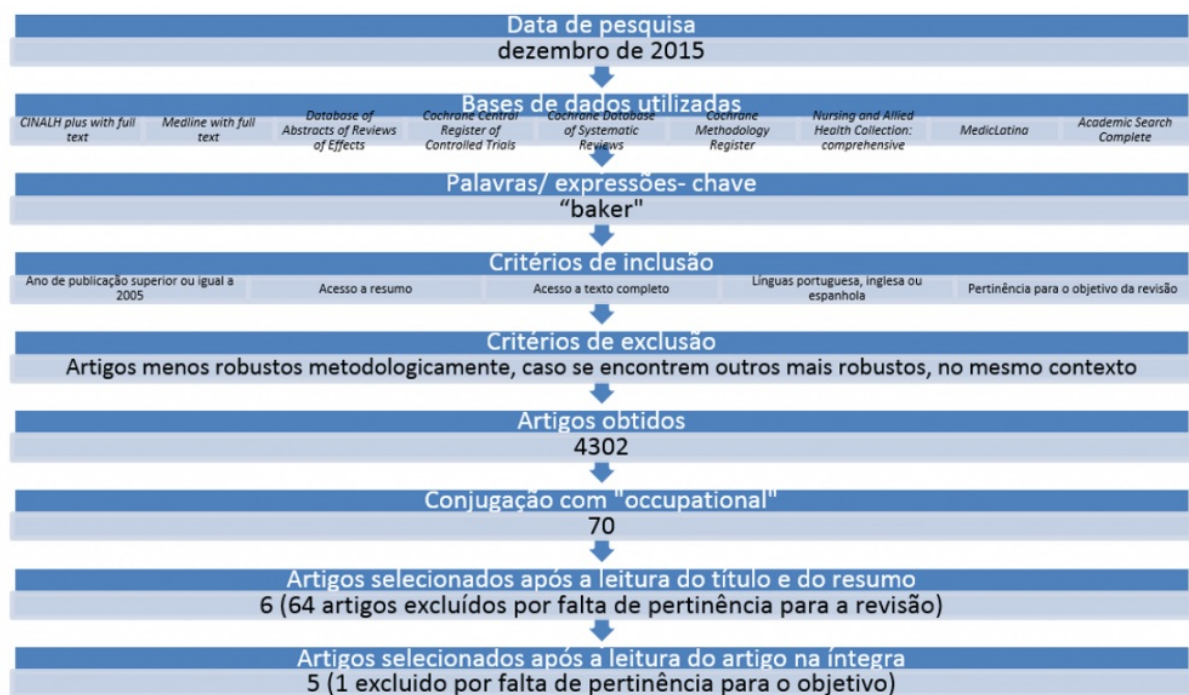 Data de pesquisa
dezembro de 2015
Bases de dados utilizadas
CINALH plus with full
text
Medline with full
text
Database of
Abstracts of Reviews
of Effects
Cochrane Central
Register of
Controlled Trials
Cochrane Database
of Systematic
Reviews
Cochrane
Methodology
Register
Nursing and Allied
Health Collection:
comprehensive
MedicLatina
Academic Search
Complete
Palavras/ expressões- chave
“baker"
Critérios de inclusão
Ano de publicação superior ou igual a
2005
Acesso a resumo
Acesso a texto completo
Línguas portuguesa, inglesa ou
espanhola
Pertinência para o objetivo da revisão
Critérios de exclusão
Artigos menos robustos metodologicamente, caso se encontrem outros mais robustos, no mesmo contexto
Artigos obtidos
4302
Conjugação com "occupational"
70
Artigos selecionados após a leitura do título e do resumo
6 (64 artigos excluídos por falta de pertinência para a revisão)
Artigos selecionados após a leitura do artigo na íntegra
5 (1 excluido por falta de pertinência para o objetivo)